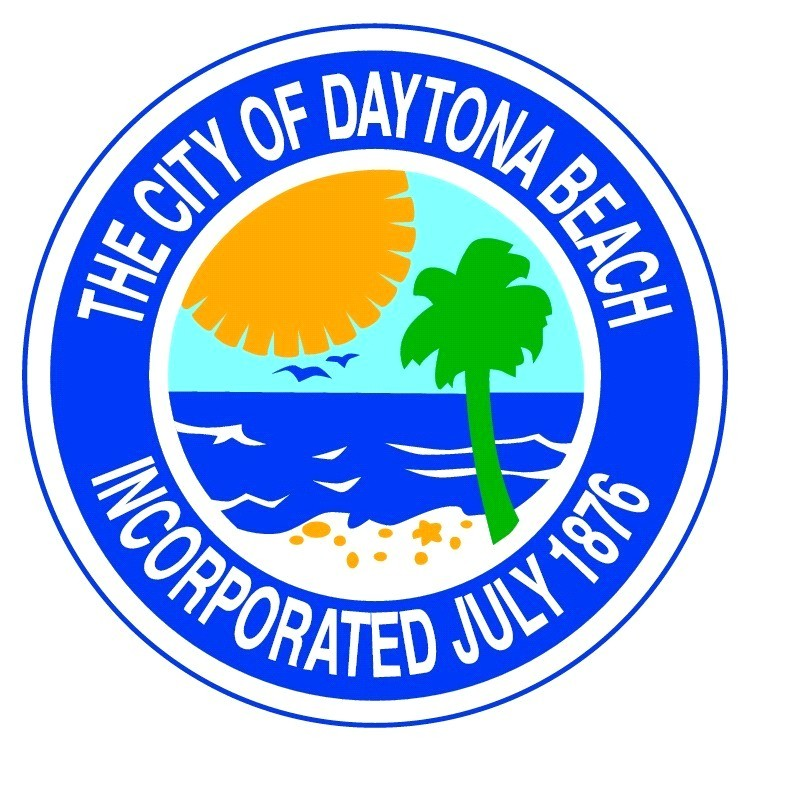 THE CITY OF DAYTONA BEACH
INCORPORATED JULY 1876